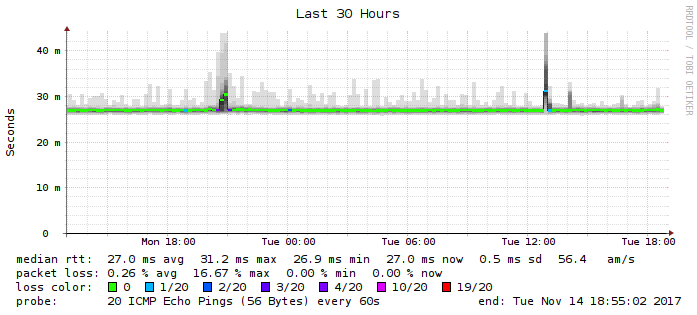 Last 30 Hours
RRDTOOL / TOBI OETIKER
Seconds
40 m
30 m
20 m
10 m
0
Mon 18:00 Tue 00:00 Tue 06:00 Tue 12:00 Tue 18:00
median rtt: 27.0 ms avg 31.2 ms max 26.9 ms min 27.0 ms now 0.5 ms sd 56.4 am/s
packet loss: 0.26 % avg 16.67 % max 0.00 % min 0.00 % now
loss color: 0 1/20 2/20 3/20 4/20 10/20 19/20
probe: 20 ICMP Echo Pings (56 Bytes) every 60s end: Tue Nov 14 18:55:02 2017